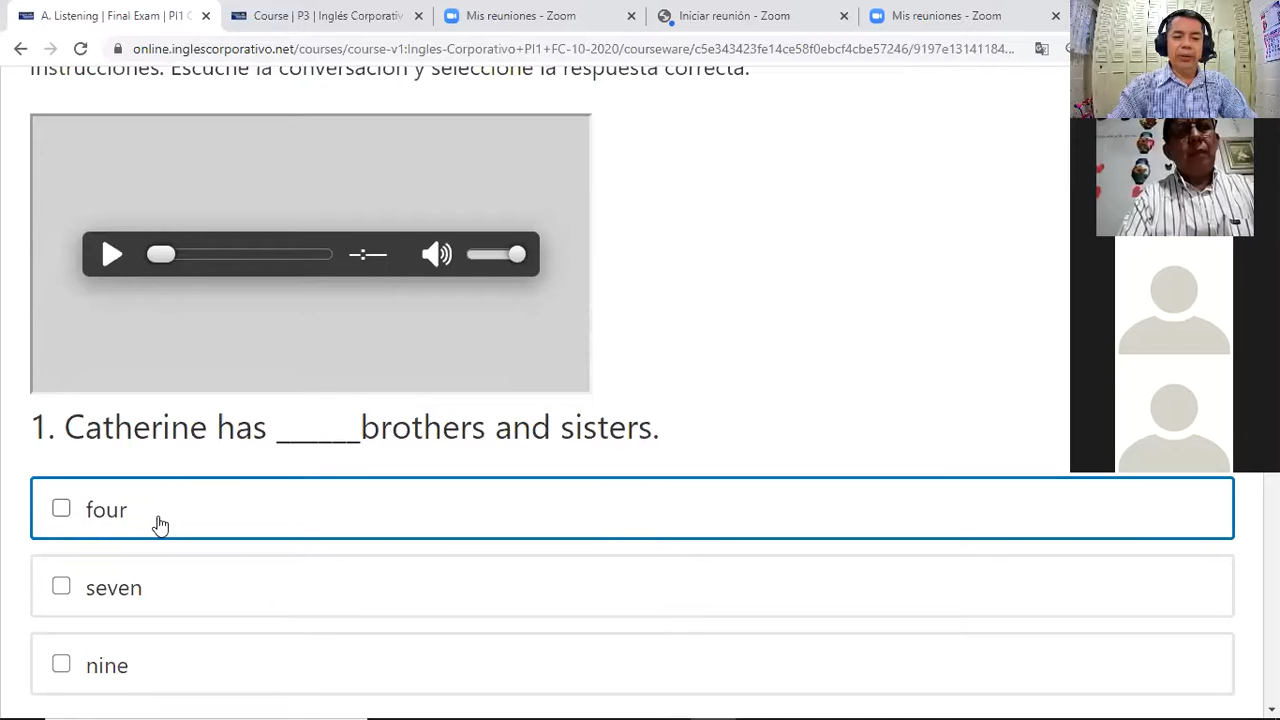 A. Listening | Final Exam | PI1 C
Course | P3 | Inglés Corporativ
Mis reuniones - Zoom
Iniciar reunión - Zoom
Mis reuniones - Zoom
online.inglescorporativo.net/courses/course-v1:Ingles-Corporativo+PI1+FC-10-2020/courseware/c5e343423fe14ce58f0ebcf4cbe57246/9197e13141184...
Instrucciones. Escuche la conversación y seleccione la respuesta correcta.
-:--
1. Catherine has ______brothers and sisters.
four
seven
nine